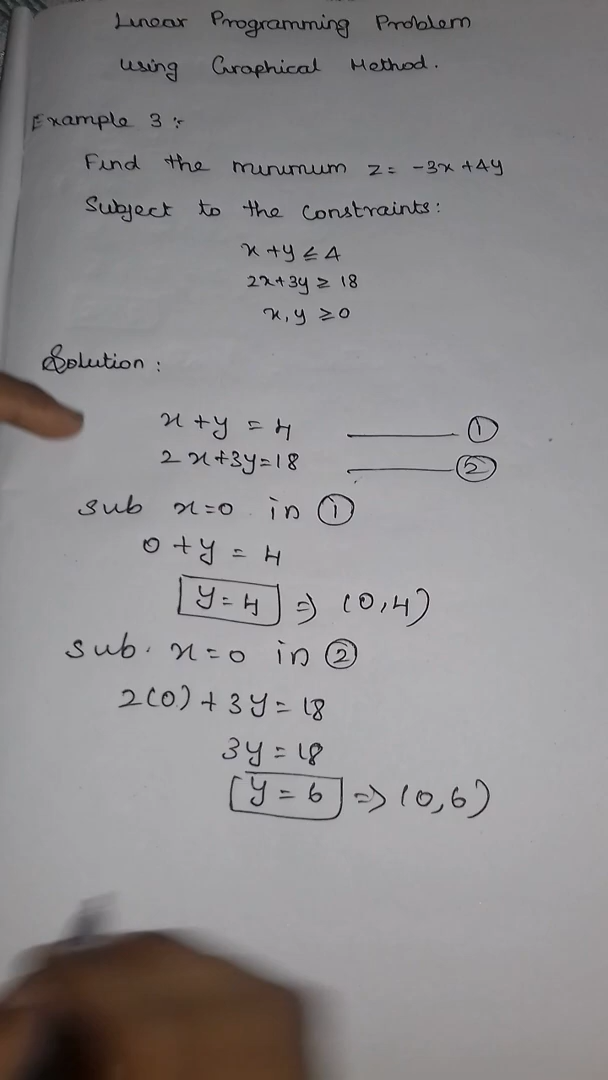 Linear Programming Problem
using Graphical Method.
Example 3 :-
Find the minimum z = -3x +4y
Subject to the constraints:
x +y ≤ 4
2x+3y ≥ 18
x, y ≥ 0
Solution :
x + y = 4 ——— ①
2x+3y=18 ——— ②
sub x=0 in ①
0 + y = 4
y = 4 ⇒ (0,4)
sub. x=0 in ②
2(0) + 3y = 18
3y = 18
y = 6 ⇒ (0,6)